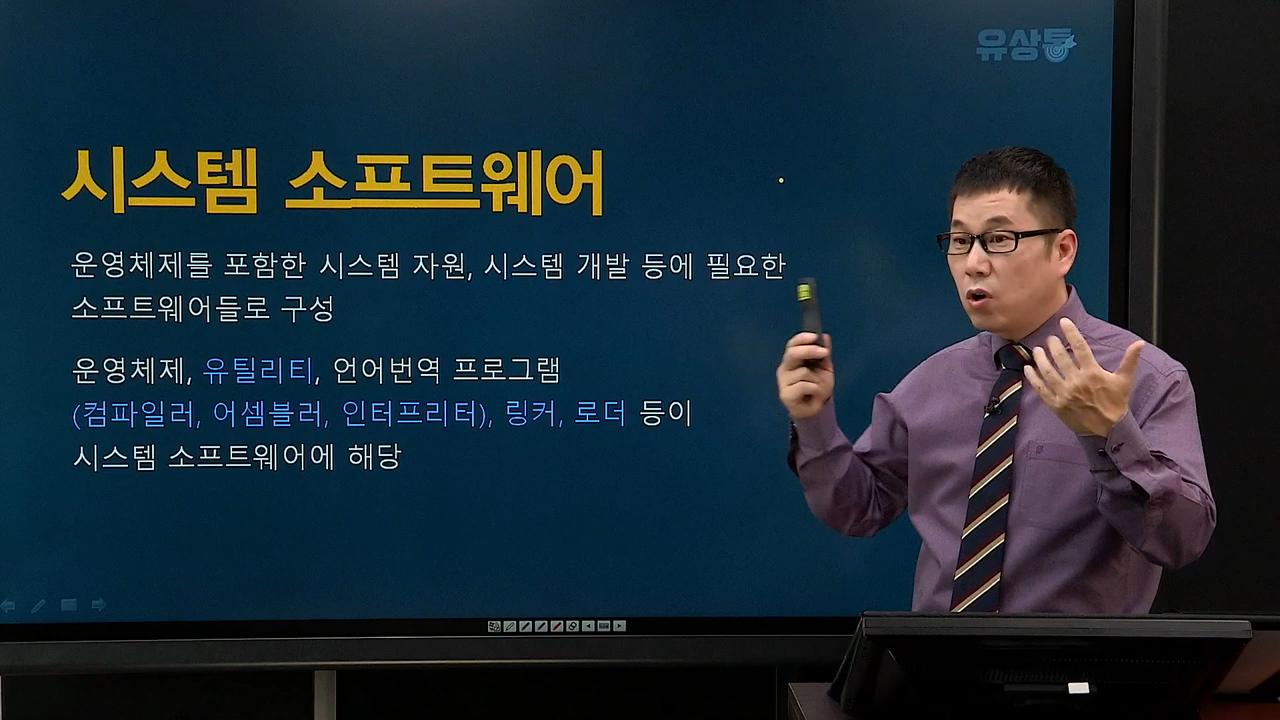 유상통
시스템 소프트웨어
운영체제를 포함한 시스템 자원, 시스템 개발 등에 필요한
소프트웨어들로 구성
운영체제, 유틸리티, 언어번역 프로그램
(컴파일러, 어셈블러, 인터프리터), 링커, 로더 등이
시스템 소프트웨어에 해당